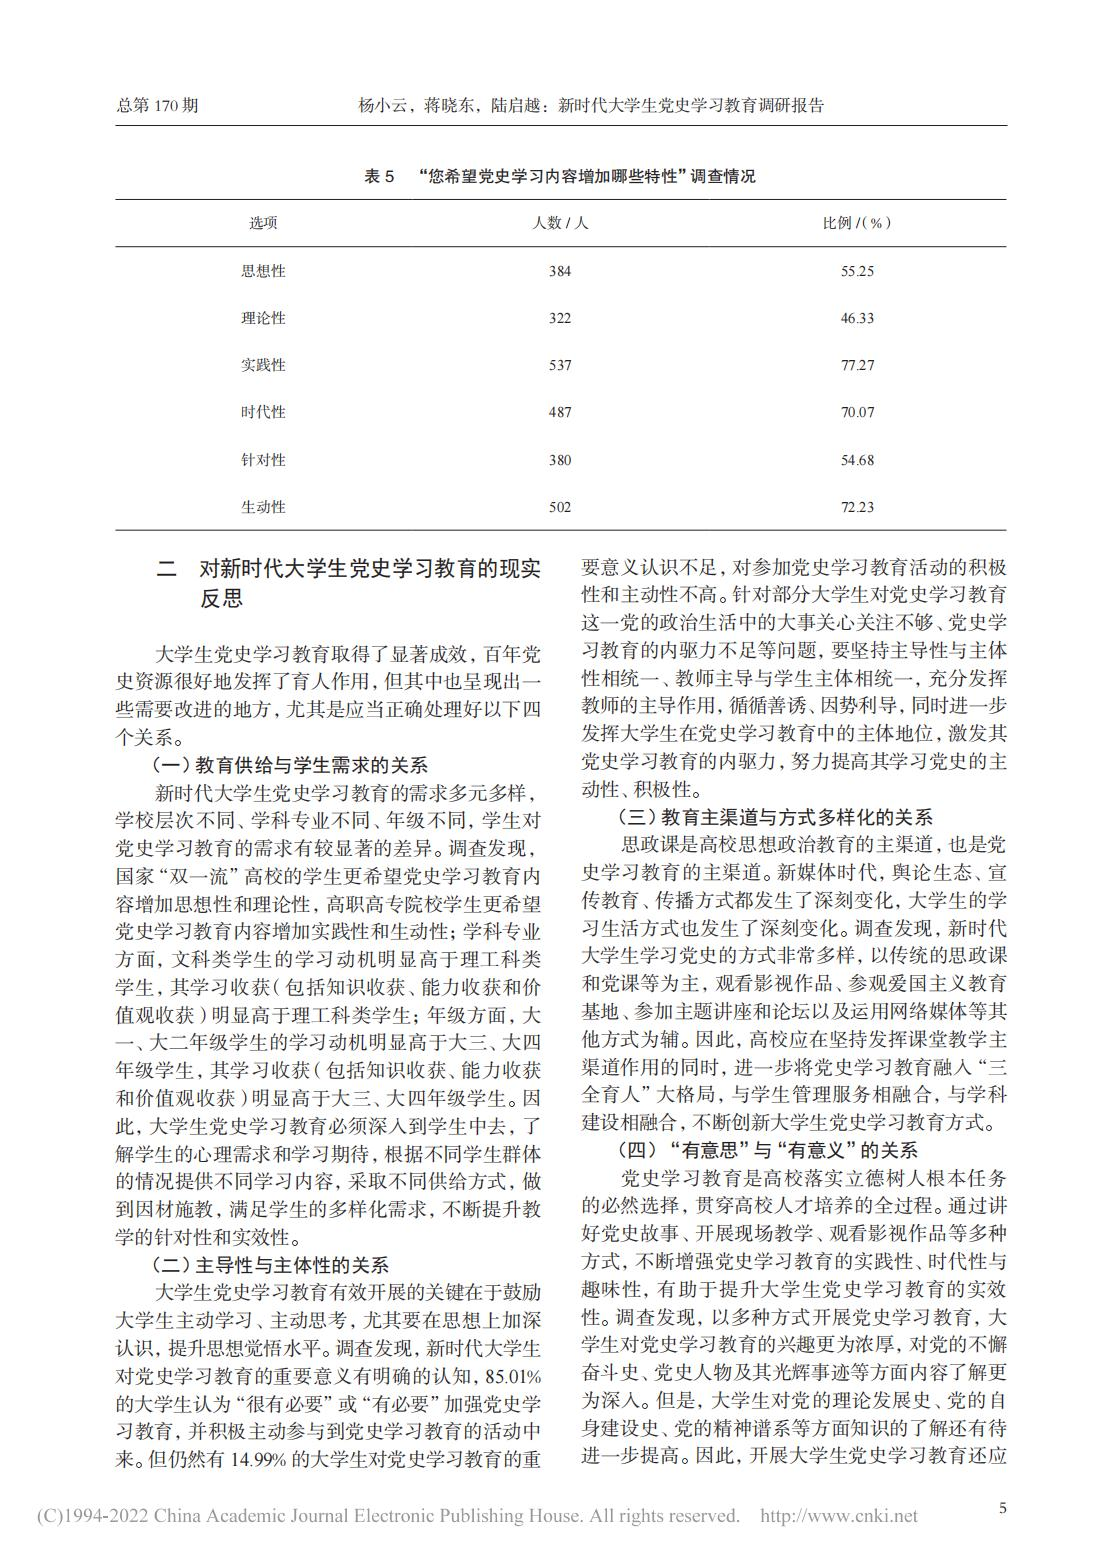 总第 170 期
杨小云，蒋晓东，陆启越：新时代大学生党史学习教育调研报告
表 5 “您希望党史学习内容增加哪些特性”调查情况
选项 人数 / 人 比例 /( % )
思想性 384 55.25
理论性 322 46.33
实践性 537 77.27
时代性 487 70.07
针对性 380 54.68
生动性 502 72.23
二 对新时代大学生党史学习教育的现实
反思
大学生党史学习教育取得了显著成效，百年党
史资源很好地发挥了育人作用，但其中也呈现出一
些需要改进的地方，尤其是应当正确处理好以下四
个关系。
（一）教育供给与学生需求的关系
新时代大学生党史学习教育的需求多元多样，
学校层次不同、学科专业不同、年级不同，学生对
党史学习教育的需求有较显著的差异。调查发现，
国家“双一流”高校的学生更希望党史学习教育内
容增加思想性和理论性，高职高专院校学生更希望
党史学习教育内容增加实践性和生动性；学科专业
方面，文科类学生的学习动机明显高于理工科类
学生，其学习收获（包括知识收获、能力收获和价
值观收获）明显高于理工科类学生；年级方面，大
一、大二年级学生的学习动机明显高于大三、大四
年级学生，其学习收获（包括知识收获、能力收获
和价值观收获）明显高于大三、大四年级学生。因
此，大学生党史学习教育必须深入到学生中去，了
解学生的心理需求和学习期待，根据不同学生群体
的情况提供不同学习内容，采取不同供给方式，做
到因材施教，满足学生的多样化需求，不断提升教
学的针对性和实效性。
（二）主导性与主体性的关系
大学生党史学习教育有效开展的关键在于鼓励
大学生主动学习、主动思考，尤其要在思想上加深
认识，提升思想觉悟水平。调查发现，新时代大学生
对党史学习教育的重要意义有明确的认知，85.01%
的大学生认为“很有必要”或“有必要”加强党史学
习教育，并积极主动参与到党史学习教育的活动中
来。但仍然有 14.99% 的大学生对党史学习教育的重
要意义认识不足，对参加党史学习教育活动的积极
性和主动性不高。针对部分大学生对党史学习教育
这一党的政治生活中的大事关心关注不够、党史学
习教育的内驱力不足等问题，要坚持主导性与主体
性相统一、教师主导与学生主体相统一，充分发挥
教师的主导作用，循循善诱、因势利导，同时进一步
发挥大学生在党史学习教育中的主体地位，激发其
党史学习教育的内驱力，努力提高其学习党史的主
动性、积极性。
（三）教育主渠道与方式多样化的关系
思政课是高校思想政治教育的主渠道，也是党
史学习教育的主渠道。新媒体时代，舆论生态、宣
传教育、传播方式都发生了深刻变化，大学生的学
习生活方式也发生了深刻变化。调查发现，新时代
大学生学习党史的方式非常多样，以传统的思政课
和党课等为主，观看影视作品、参观爱国主义教育
基地、参加主题讲座和论坛以及运用网络媒体等其
他方式为辅。因此，高校应在坚持发挥课堂教学主
渠道作用的同时，进一步将党史学习教育融入“三
全育人”大格局，与学生管理服务相融合，与学科
建设相融合，不断创新大学生党史学习教育方式。
（四）“有意思”与“有意义”的关系
党史学习教育是高校落实立德树人根本任务
的必然选择，贯穿高校人才培养的全过程。通过讲
好党史故事、开展现场教学、观看影视作品等多种
方式，不断增强党史学习教育的实践性、时代性与
趣味性，有助于提升大学生党史学习教育的实效
性。调查发现，以多种方式开展党史学习教育，大
学生对党史学习教育的兴趣更为浓厚，对党的不懈
奋斗史、党史人物及其光辉事迹等方面内容了解更
为深入。但是，大学生对党的理论发展史、党的自
身建设史、党的精神谱系等方面知识的了解还有待
进一步提高。因此，开展大学生党史学习教育还应
5
(C)1994-2022 China Academic Journal Electronic Publishing House. All rights reserved. http://www.cnki.net